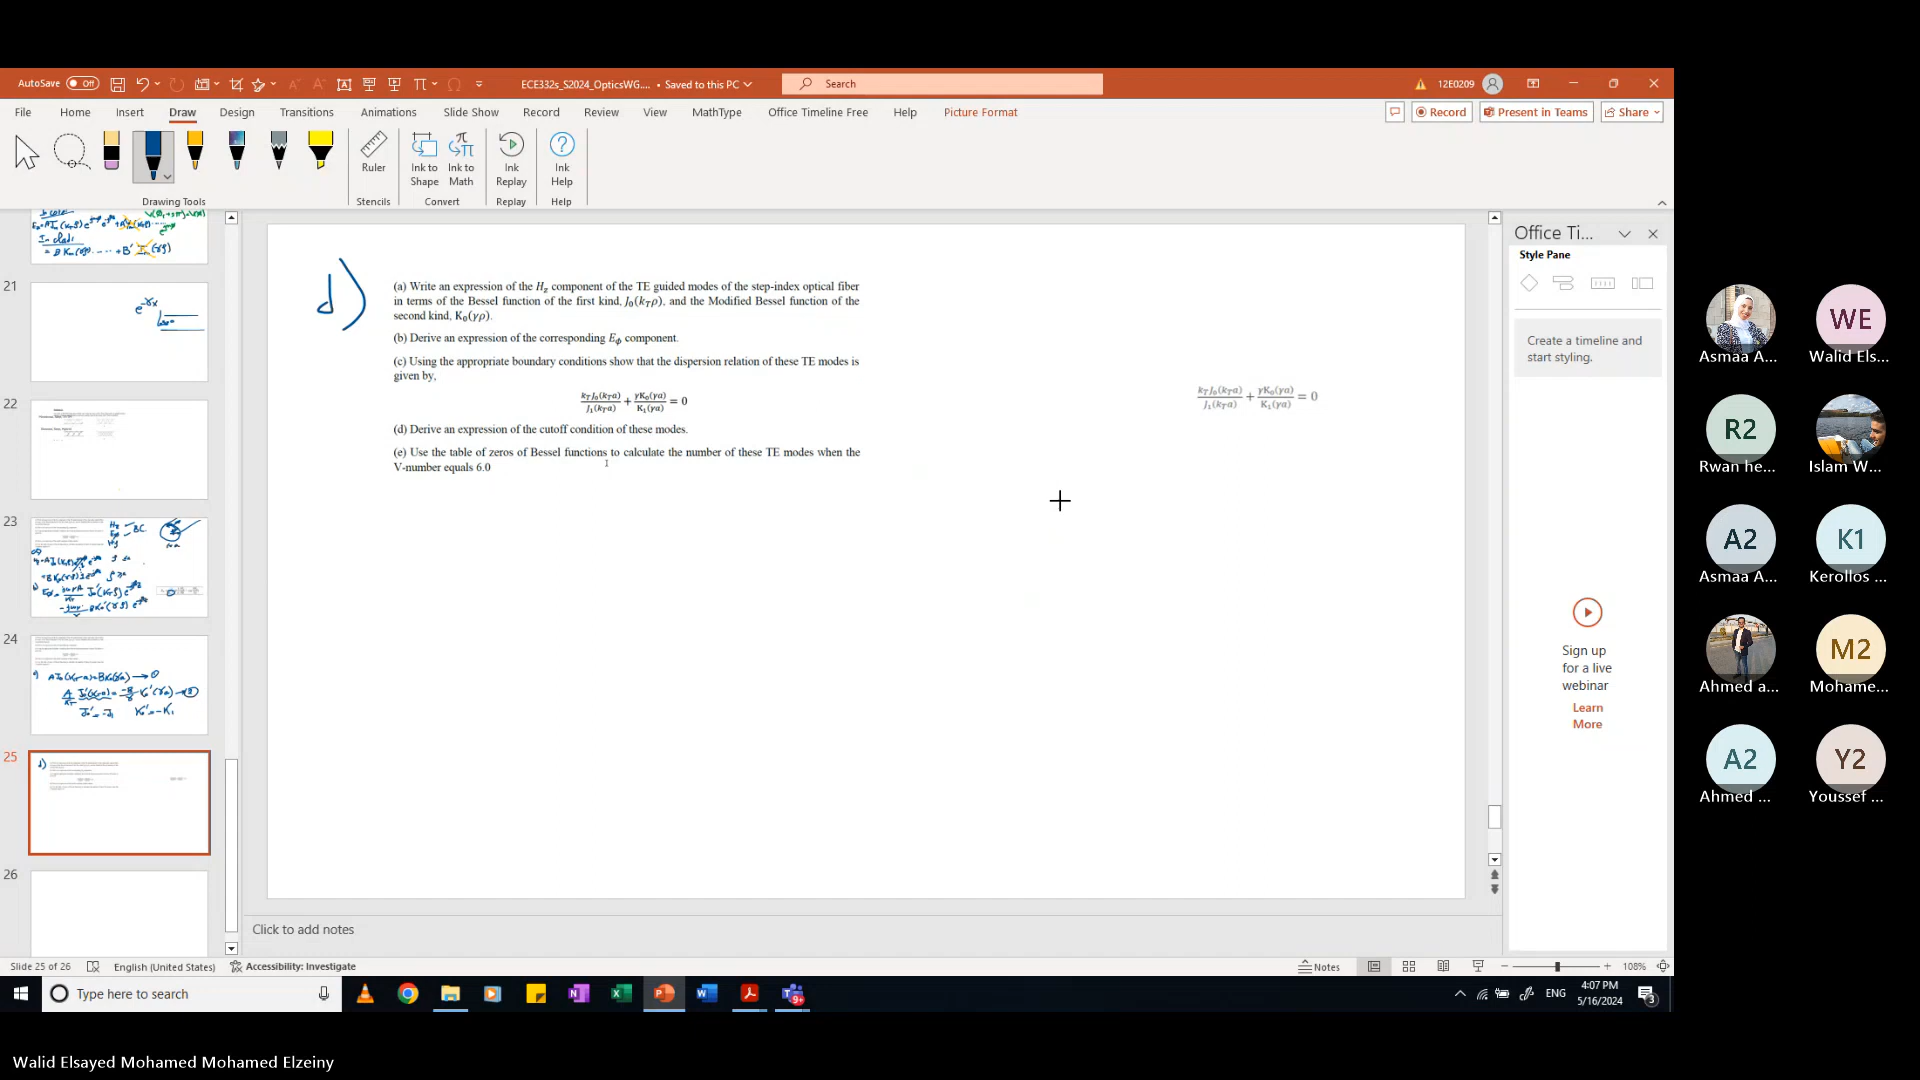 AutoSave Off
ECE332s_S2024_OpticsWG.... • Saved to this PC
Search
12E0209
File Home Insert Draw Design Transitions Animations Slide Show Record Review View MathType Office Timeline Free Help Picture Format
Record Present in Teams Share
Ruler
Ink to Shape
Ink to Math
Ink Replay
Ink Help
Stencils
Drawing Tools
Convert
Replay
Help
21
22
23
24
25
26
d)
(a) Write an expression of the H_z component of the TE guided modes of the step-index optical fiber
in terms of the Bessel function of the first kind, J_0(k_Tρ), and the Modified Bessel function of the
second kind, K_0(γρ).
(b) Derive an expression of the corresponding E_ϕ component.
(c) Using the appropriate boundary conditions show that the dispersion relation of these TE modes is
given by,
k_T J_0(k_T a) / J_1(k_T a) + γK_0(γa) / K_1(γa) = 0
(d) Derive an expression of the cutoff condition of these modes.
(e) Use the table of zeros of Bessel functions to calculate the number of these TE modes when the
V-number equals 6.0
k_T J_0(k_T a) / J_1(k_T a) + γK_0(γa) / K_1(γa) = 0
Office Ti...
Style Pane
Create a timeline and
start styling.
Sign up
for a live
webinar
Learn
More
Click to add notes
Slide 25 of 26
English (United States)
Accessibility: Investigate
Notes
108%
Type here to search
9+
ENG
4:07 PM
5/16/2024
3
Asmaa A...
WE
Walid Els...
R2
Rwan he...
Islam W...
A2
Asmaa A...
K1
Kerollos ...
Ahmed a...
M2
Mohame...
A2
Ahmed ...
Y2
Youssef ...
Walid Elsayed Mohamed Mohamed Elzeiny